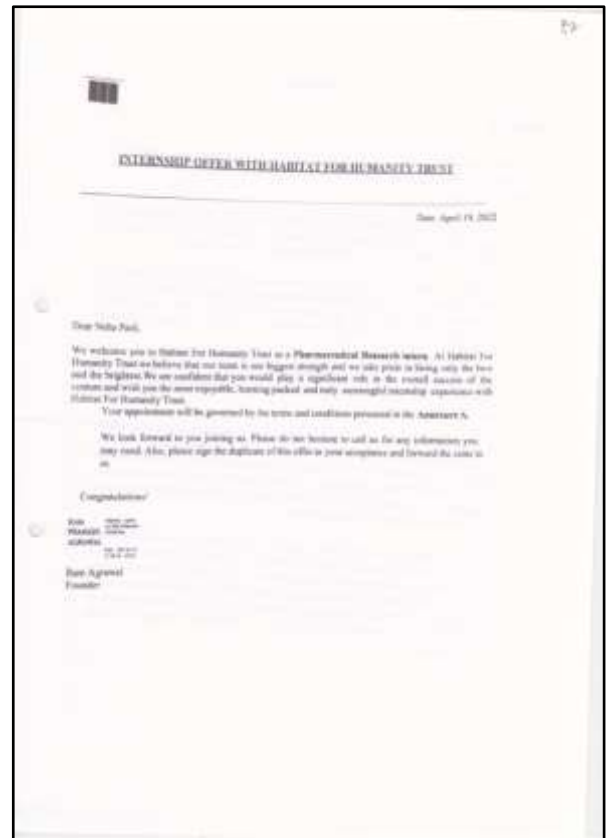 INTERNSHIP OFFER WITH HABITAT FOR HUMANITY TRUST
Date: April 19, 2022
Dear Neha Patil,
We welcome you to Habitat For Humanity Trust as a Pharmaceutical Research intern. At Habitat For
Humanity Trust we believe that our team is our biggest strength and we take pride in hiring only the best
and the brightest. We are confident that you would play a significant role in the overall success of the
venture and wish you the most enjoyable, learning packed and truly meaningful internship experience with
Habitat For Humanity Trust.
Your appointment will be governed by the terms and conditions presented in the Annexure A.
We look forward to you joining us. Please do not hesitate to call us for any information you
may need. Also, please sign the duplicate of this offer as your acceptance and forward the same to
us.
Congratulations!
AGRAWAL
Ram Agrawal
Founder